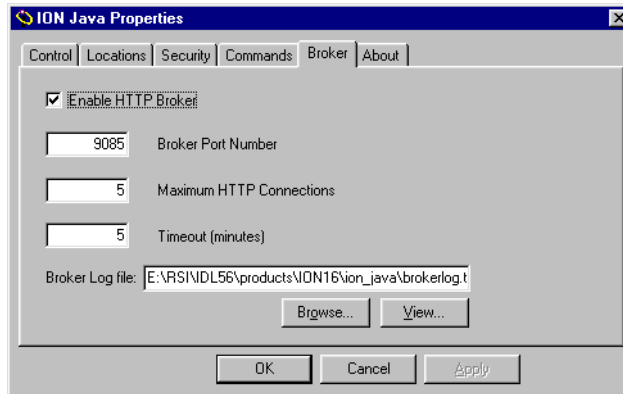 ION Java Properties
Control Locations Security Commands Broker About
Enable HTTP Broker
9085 Broker Port Number
5 Maximum HTTP Connections
5 Timeout (minutes)
Broker Log file: E:\RSI\IDL56\products\ION16\ion_java\brokerlog.t
Browse... View...
OK Cancel Apply